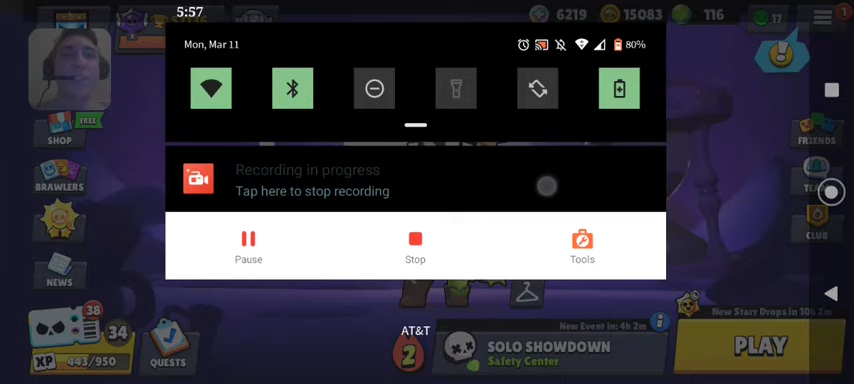 5:57
6219
15083
116
17
1
Mon, Mar 11
80%
FREE
SHOP
FRIENDS
Recording in progress
Tap here to stop recording
BRAWLERS
CLUB
Pause
Stop
Tools
NEWS
New Start Drops in 10h 2m
38
34
AT&T
New Event in: 4h 2m
XP
443/950
QUESTS
2
SOLO SHOWDOWN
Safety Center
PLAY